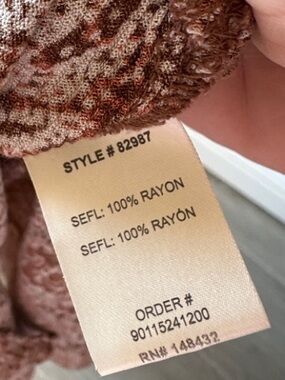 STYLE # 82987
SEFL: 100% RAYON
SEFL: 100% RAYÓN
ORDER #
90115241200
RN# 148432